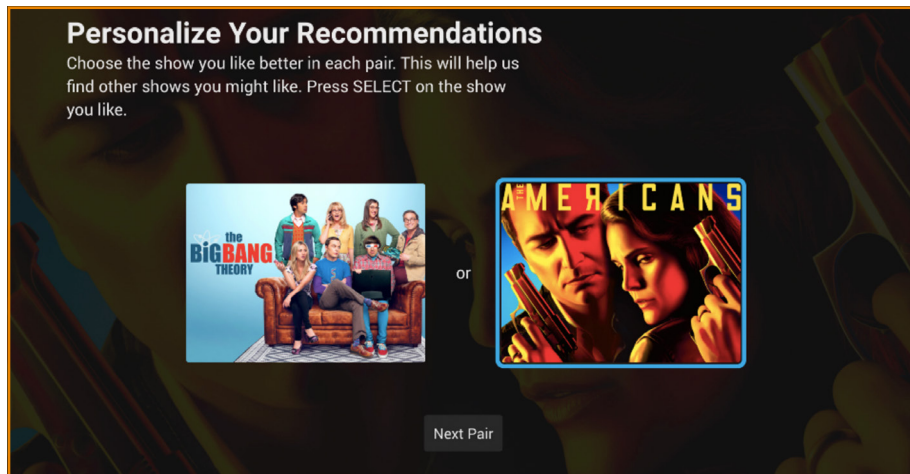 Personalize Your Recommendations
Choose the show you like better in each pair. This will help us
find other shows you might like. Press SELECT on the show
you like.
the
BIG BANG
THEORY
or
THE
AMEЯICANS
Next Pair